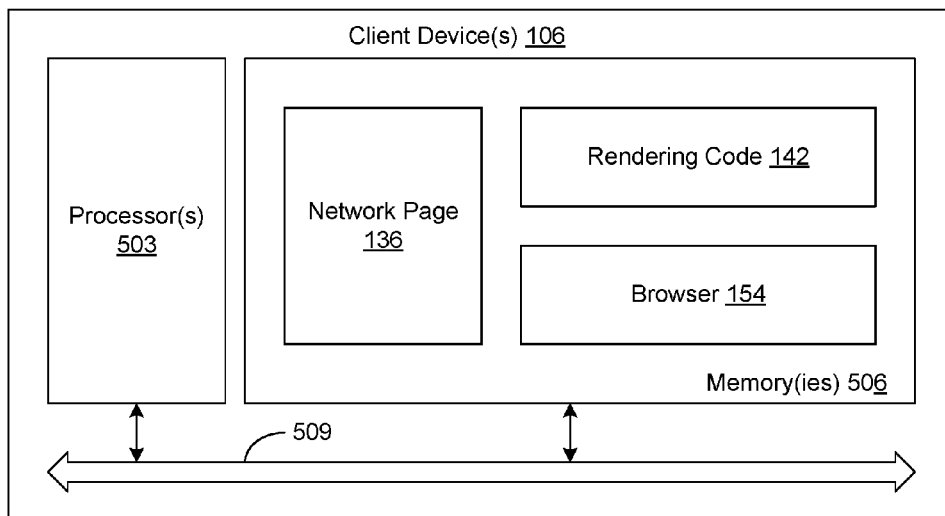 Client Device(s) 106
Processor(s)
503
Network Page
136
Rendering Code 142
Browser 154
Memory(ies) 506
509